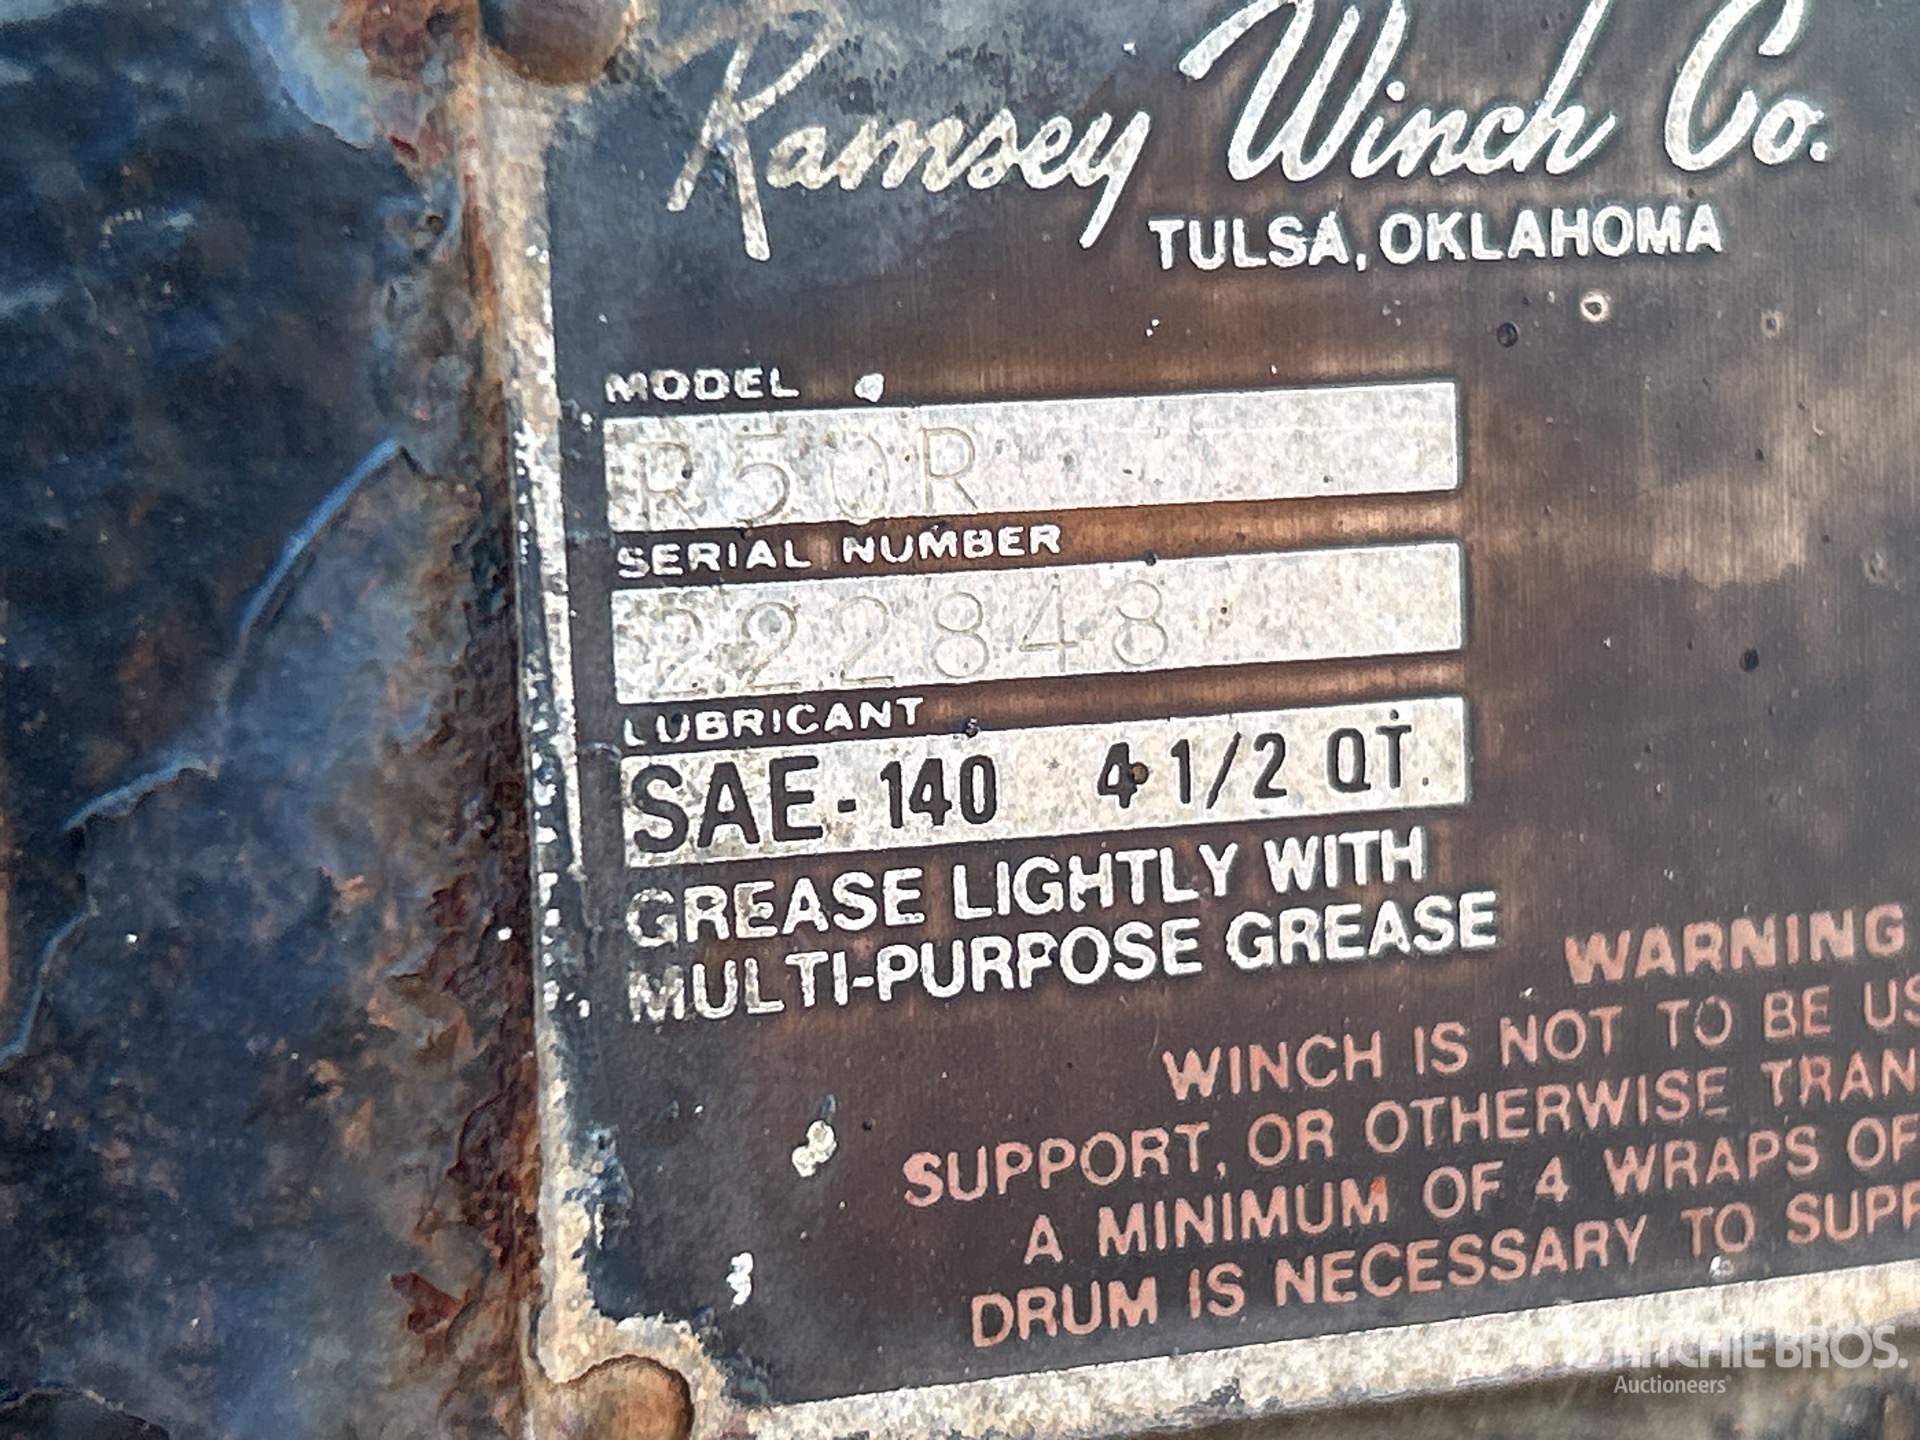 Ramsey Winch Co.
TULSA, OKLAHOMA
MODEL
R50R
SERIAL NUMBER
222848
LUBRICANT
SAE-140 4 1/2 QT.
GREASE LIGHTLY WITH
MULTI-PURPOSE GREASE
WARNING
WINCH IS NOT TO BE US
SUPPORT, OR OTHERWISE TRAN
A MINIMUM OF 4 WRAPS OF
DRUM IS NECESSARY TO SUPP
RITCHIE BROS.
Auctioneers